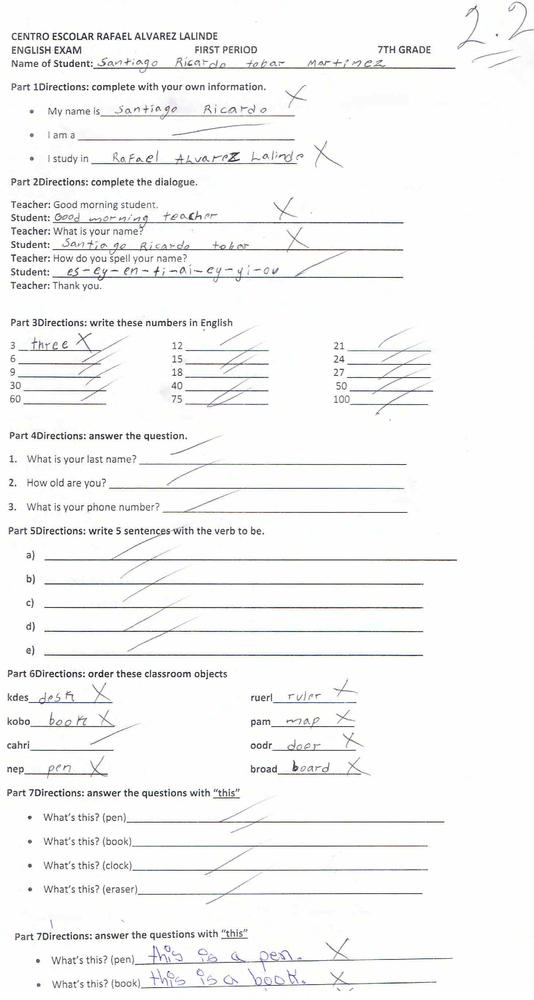 2.2
CENTRO ESCOLAR RAFAEL ALVAREZ LALINDE
ENGLISH EXAM FIRST PERIOD 7TH GRADE
Name of Student: Santiago Ricardo tobar Martinez
Part 1Directions: complete with your own information.
• My name is Santiago Ricardo X
• I am a
• I study in RaFael ALvareZ Lalinde X
Part 2Directions: complete the dialogue.
Teacher: Good morning student.
Student: Good morning teacher X
Teacher: What is your name?
Student: Santiago Ricardo tobar X
Teacher: How do you spell your name?
Student: es-ey-en-ti-ai-ey-yi-ou
Teacher: Thank you.
Part 3Directions: write these numbers in English
3 three X 12 21
6 15 24
9 18 27
30 40 50
60 75 100
Part 4Directions: answer the question.
1. What is your last name?
2. How old are you?
3. What is your phone number?
Part 5Directions: write 5 sentences with the verb to be.
a)
b)
c)
d)
e)
Part 6Directions: order these classroom objects
kdes desk X ruerl ruler X
kobo book X pam map X
cahri oodr door X
nep pen X broad board X
Part 7Directions: answer the questions with “this”
• What's this? (pen)
• What's this? (book)
• What's this? (clock)
• What's this? (eraser)
Part 7Directions: answer the questions with “this”
• What's this? (pen) this is a pen. X
• What's this? (book) this is a book. X